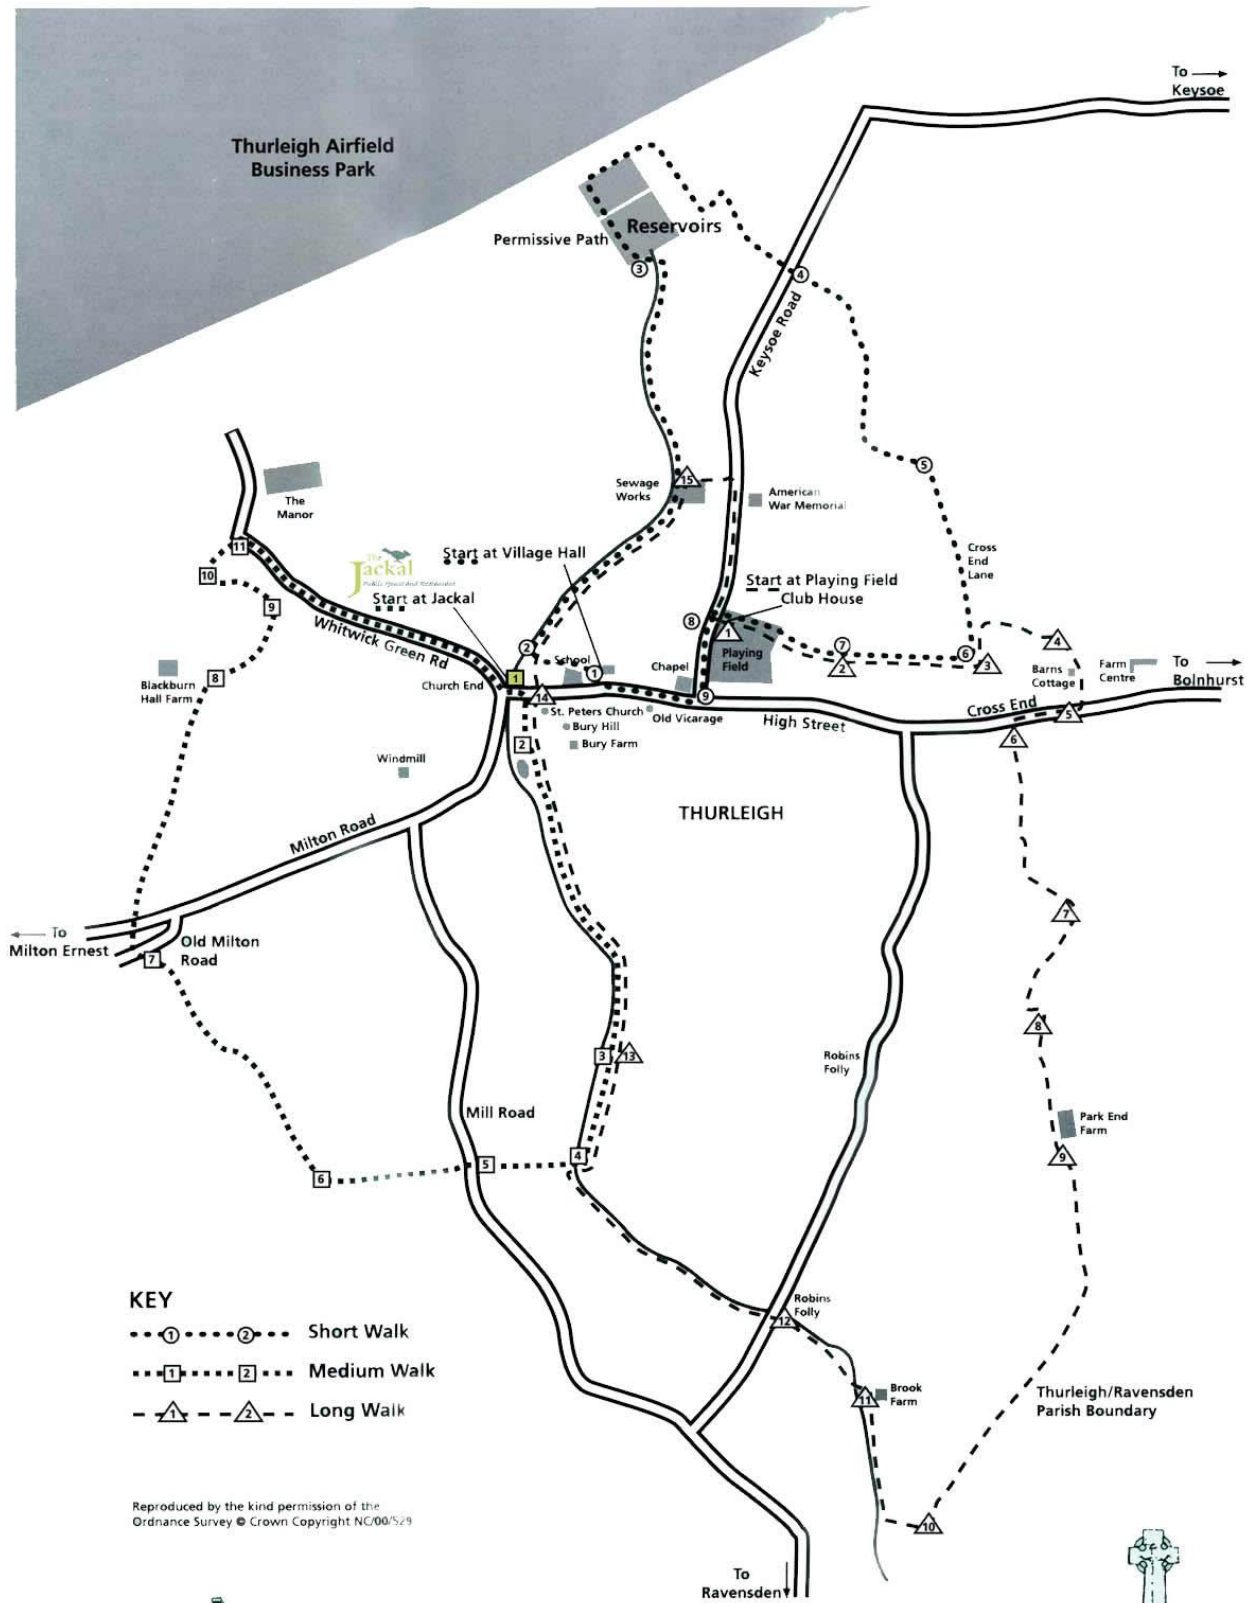 To
Keysoe
Thurleigh Airfield
Business Park
Reservoirs
Permissive Path
3
4
Keysoe Road
5
Sewage
Works
15
American
War Memorial
The
Manor
Cross
End
Lane
11
10
9
The
Jackal
Public House And Restaurant
Start at Village Hall
Start at Jackal
Start at Playing Field
Club House
Whitwick Green Rd
8
1
Playing
Field
7
2
6
3
4
2
School
1
Chapel
9
Barns
Cottage
Farm
Centre
To
Bolnhurst
8
Blackburn
Hall Farm
Church End
1
14
St. Peters Church
Old Vicarage
Bury Hill
Bury Farm
2
High Street
Cross End
5
6
Windmill
THURLEIGH
Milton Road
7
To
Milton Ernest
Old Milton
Road
7
8
3
13
Robins
Folly
Mill Road
Park End
Farm
9
6
5
4
KEY
1
2
Short Walk
1
2
Medium Walk
1
2
Long Walk
Robins
Folly
12
Brook
Farm
11
Thurleigh/Ravensden
Parish Boundary
10
Reproduced by the kind permission of the
Ordnance Survey © Crown Copyright NC/00/529
To
Ravensden